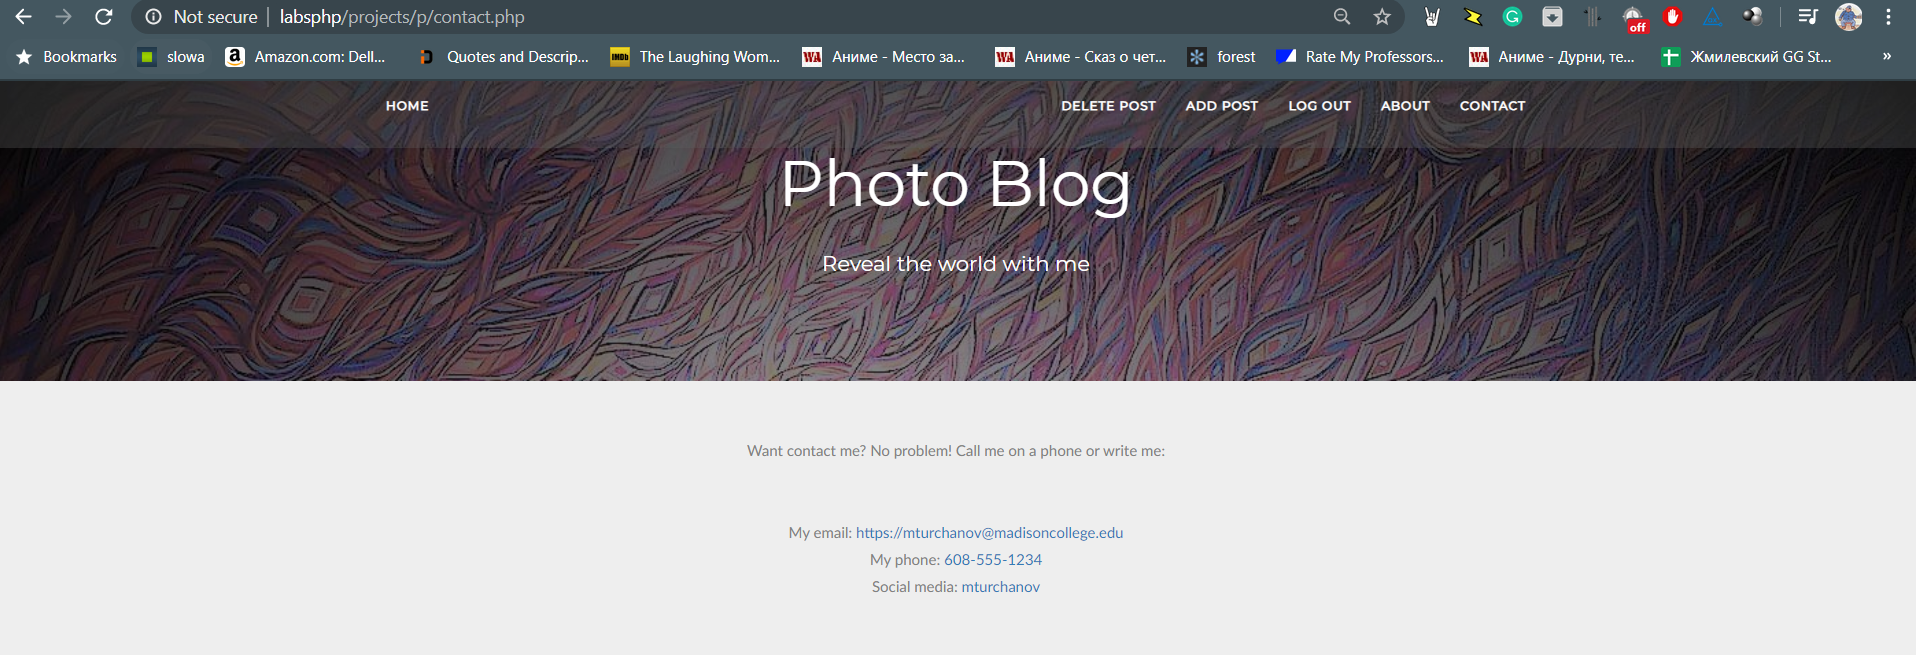 Not secure | labsphp/projects/p/contact.php
off
Bookmarks slowa a Amazon.com: Dell... Quotes and Descrip... IMDb The Laughing Wom... WA Аниме - Место за... WA Аниме - Сказ о чет... forest Rate My Professors... WA Аниме - Дурни, те... Жмилевский GG St... »
HOME DELETE POST ADD POST LOG OUT ABOUT CONTACT
Photo Blog
Reveal the world with me
Want contact me? No problem! Call me on a phone or write me:
My email: https://mturchanov@madisoncollege.edu
My phone: 608-555-1234
Social media: mturchanov